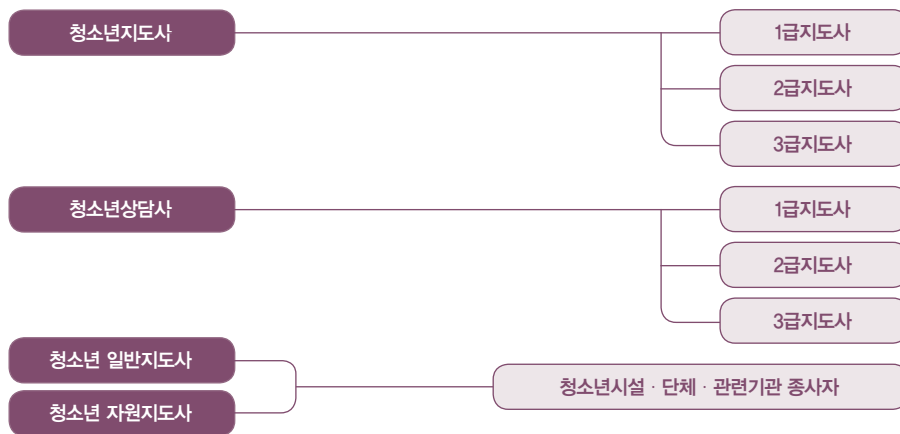 청소년지도사
1급지도사
2급지도사
3급지도사
청소년상담사
1급지도사
2급지도사
3급지도사
청소년 일반지도사
청소년시설 · 단체 · 관련기관 종사자
청소년 자원지도사